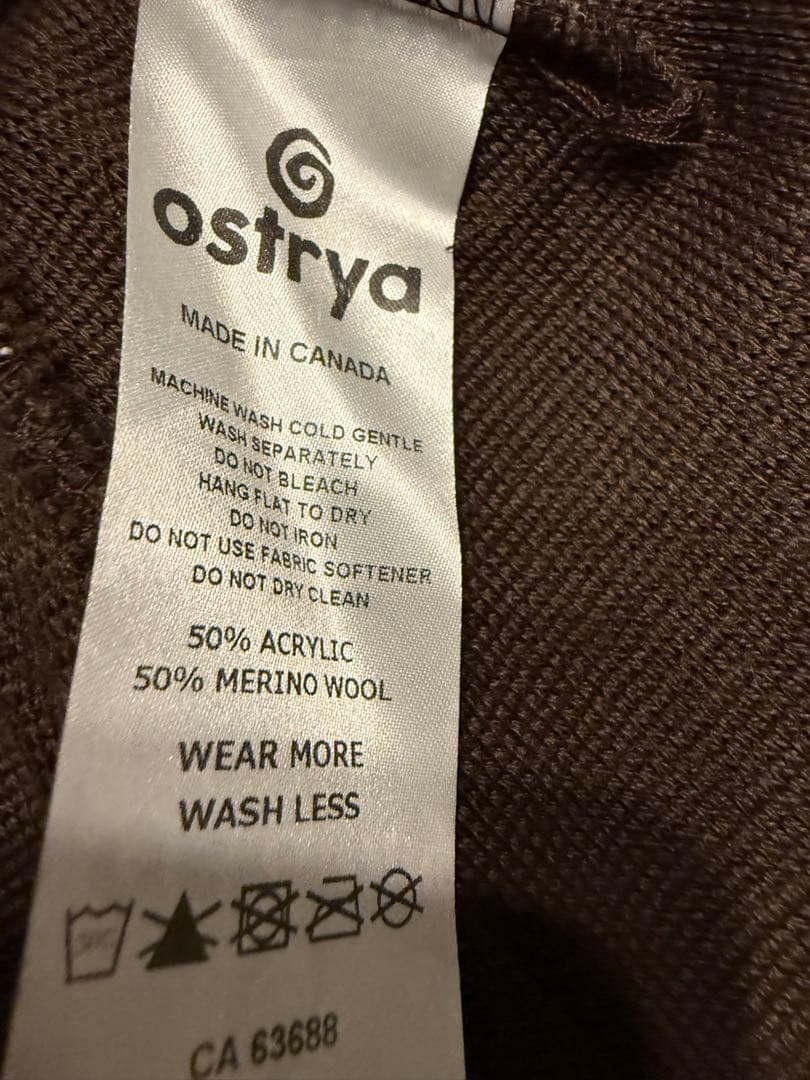 ostrya
MADE IN CANADA
MACHINE WASH COLD GENTLE
WASH SEPARATELY
DO NOT BLEACH
HANG FLAT TO DRY
DO NOT IRON
DO NOT USE FABRIC SOFTENER
DO NOT DRY CLEAN
50% ACRYLIC
50% MERINO WOOL
WEAR MORE
WASH LESS
CA 63688